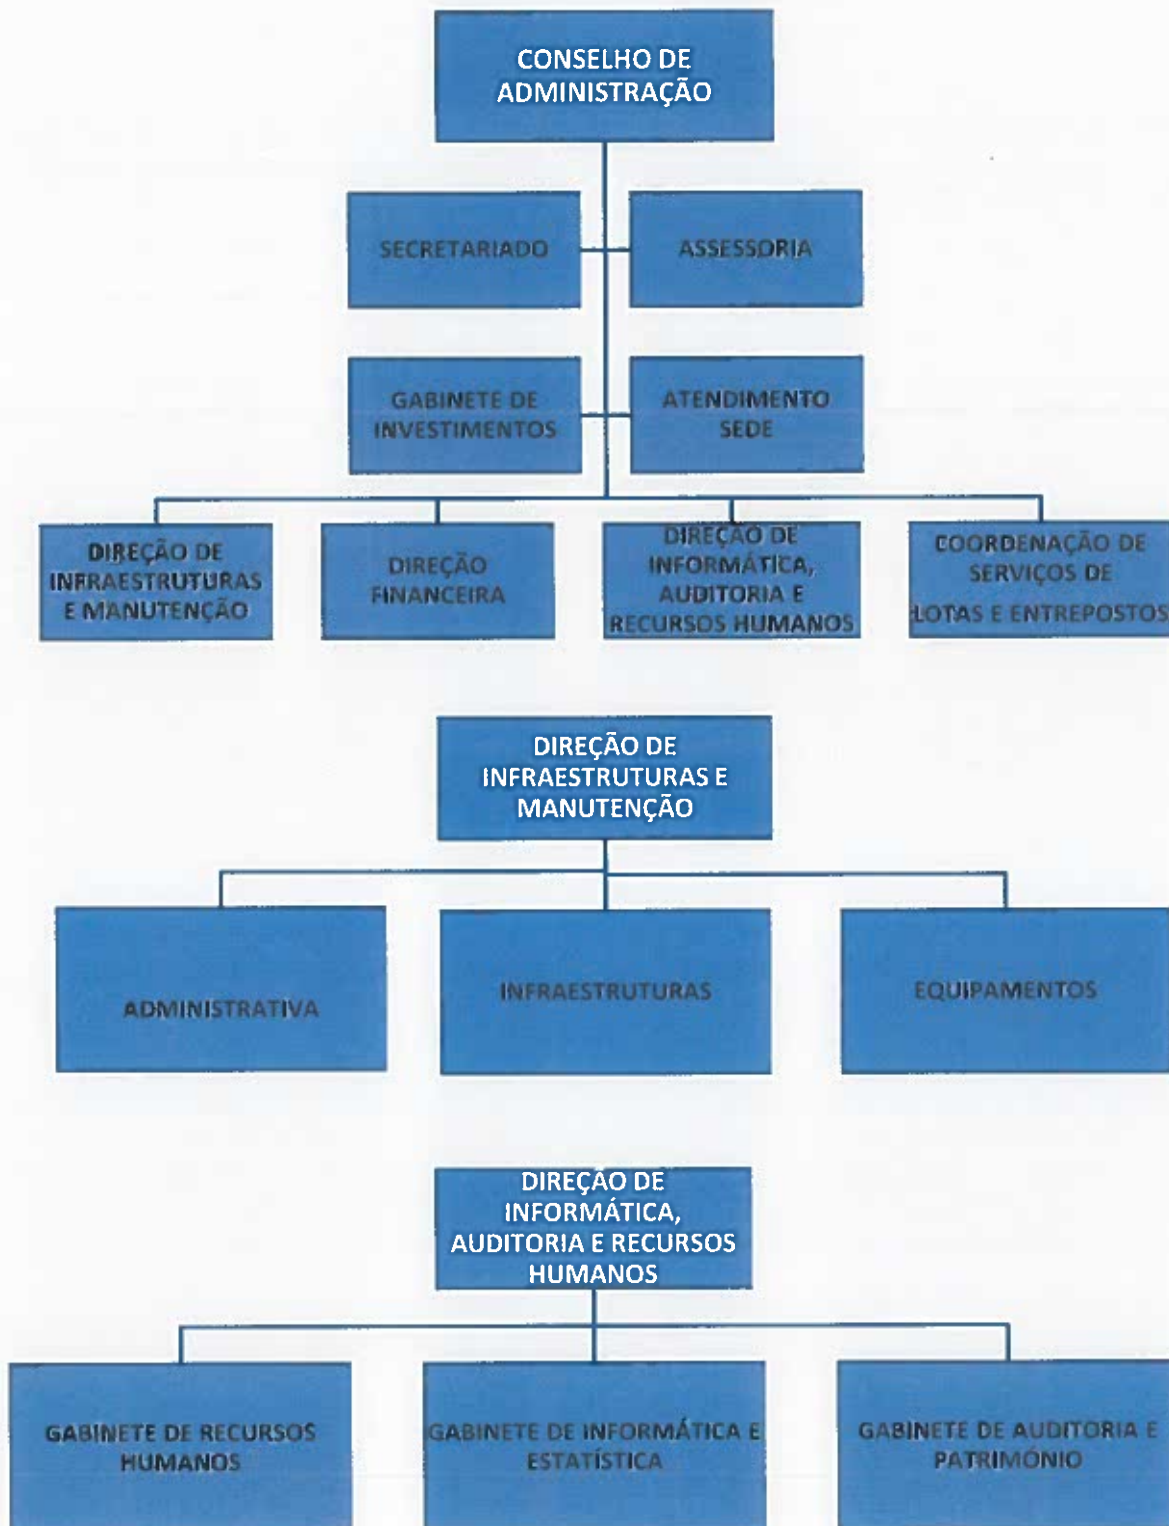 CONSELHO DE
ADMINISTRAÇÃO
SECRETARIADO
ASSESSORIA
GABINETE DE
INVESTIMENTOS
ATENDIMENTO
SEDE
DIREÇÃO DE
INFRAESTRUTURAS
E MANUTENÇÃO
DIREÇÃO
FINANCEIRA
DIREÇÃO DE
INFORMÁTICA,
AUDITORIA E
RECURSOS HUMANOS
COORDENAÇÃO DE
SERVIÇOS DE
LOTAS E ENTREPOSTOS
DIREÇÃO DE
INFRAESTRUTURAS E
MANUTENÇÃO
ADMINISTRATIVA
INFRAESTRUTURAS
EQUIPAMENTOS
DIREÇÃO DE
INFORMÁTICA,
AUDITORIA E RECURSOS
HUMANOS
GABINETE DE RECURSOS
HUMANOS
GABINETE DE INFORMÁTICA E
ESTATÍSTICA
GABINETE DE AUDITORIA E
PATRIMÓNIO